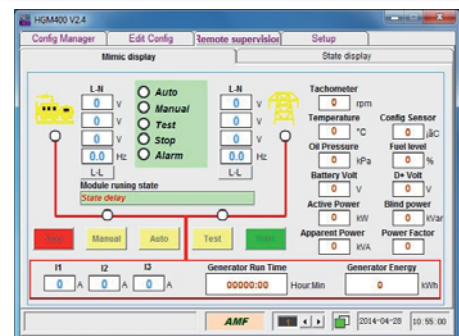 HGM400 V2.4
Config Manager Edit Config Remote supervision Setup
Mimic display State display
L-N L-N Tachometer
0 V Auto 0 V 0 rpm
Manual Temperature Config Sensor
0 V Test 0 V 0 °C 0
Stop Oil Pressure Fuel level
0 V Alarm 0 V 0 kPa 0 %
0.0 Hz 0.0 Hz Battery Volt D+ Volt
L-L L-L 0 V 0 V
Module runing state Active Power Blind power
State delay 0 kW 0 kVar
Apparent Power Power Factor
Manual Auto Test 0 kVA 0
I1 I2 I3 Generator Run Time Generator Energy
0 A 0 A 0 A 00000:00 Hour:Min 0 kWh
AMF 1 2014-04-28 10:55:00